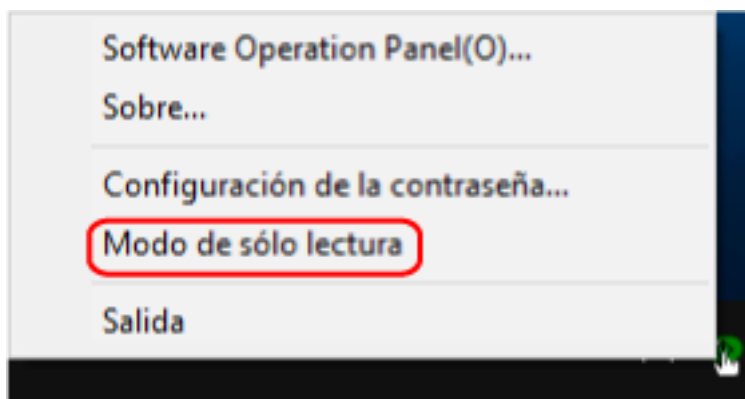 Software Operation Panel(O)...
Sobre...
Configuración de la contraseña...
Modo de sólo lectura
Salida